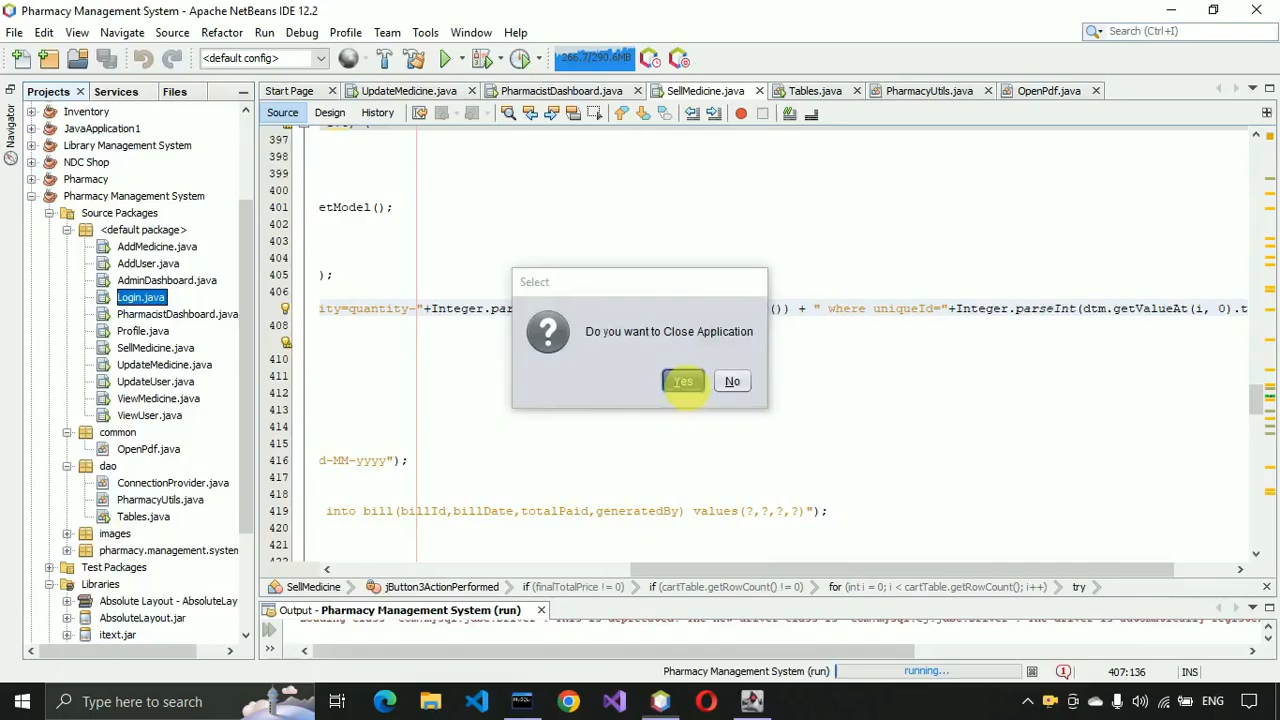 Pharmacy Management System - Apache NetBeans IDE 12.2
File Edit View Navigate Source Refactor Run Debug Profile Team Tools Window Help
Search (Ctrl+I)
<default config>
266.7/290.6MB
Projects Services Files
Start Page UpdateMedicine.java PharmacistDashboard.java SellMedicine.java Tables.java PharmacyUtils.java OpenPdf.java
Source Design History
Navigator
Inventory
JavaApplication1
Library Management System
NDC Shop
Pharmacy
Pharmacy Management System
Source Packages
<default package>
AddMedicine.java
AddUser.java
AdminDashboard.java
Login.java
PharmacistDashboard.java
Profile.java
SellMedicine.java
UpdateMedicine.java
UpdateUser.java
ViewMedicine.java
ViewUser.java
common
OpenPdf.java
dao
ConnectionProvider.java
PharmacyUtils.java
Tables.java
images
pharmacy.management.system
Test Packages
Libraries
Absolute Layout - AbsoluteLay
AbsoluteLayout.jar
itext.jar
397
398
399
400
401 etModel();
402
403
404
405 );
406
ity=quantity-"+Integer.par ()) + " where uniqueId="+Integer.parseInt(dtm.getValueAt(i, 0).t
408
410
411
412
413
414
415
416 d-MM-yyyy");
417
418
419 into bill(billId,billDate,totalPaid,generatedBy) values(?,?,?,?)");
420
421
Select
Do you want to Close Application
Yes No
SellMedicine jButton3ActionPerformed if (finalTotalPrice != 0) if (cartTable.getRowCount() != 0) for (int i = 0; i < cartTable.getRowCount(); i++) try
Output - Pharmacy Management System (run)
Pharmacy Management System (run) running... 1 407:136 INS
Type here to search
ENG